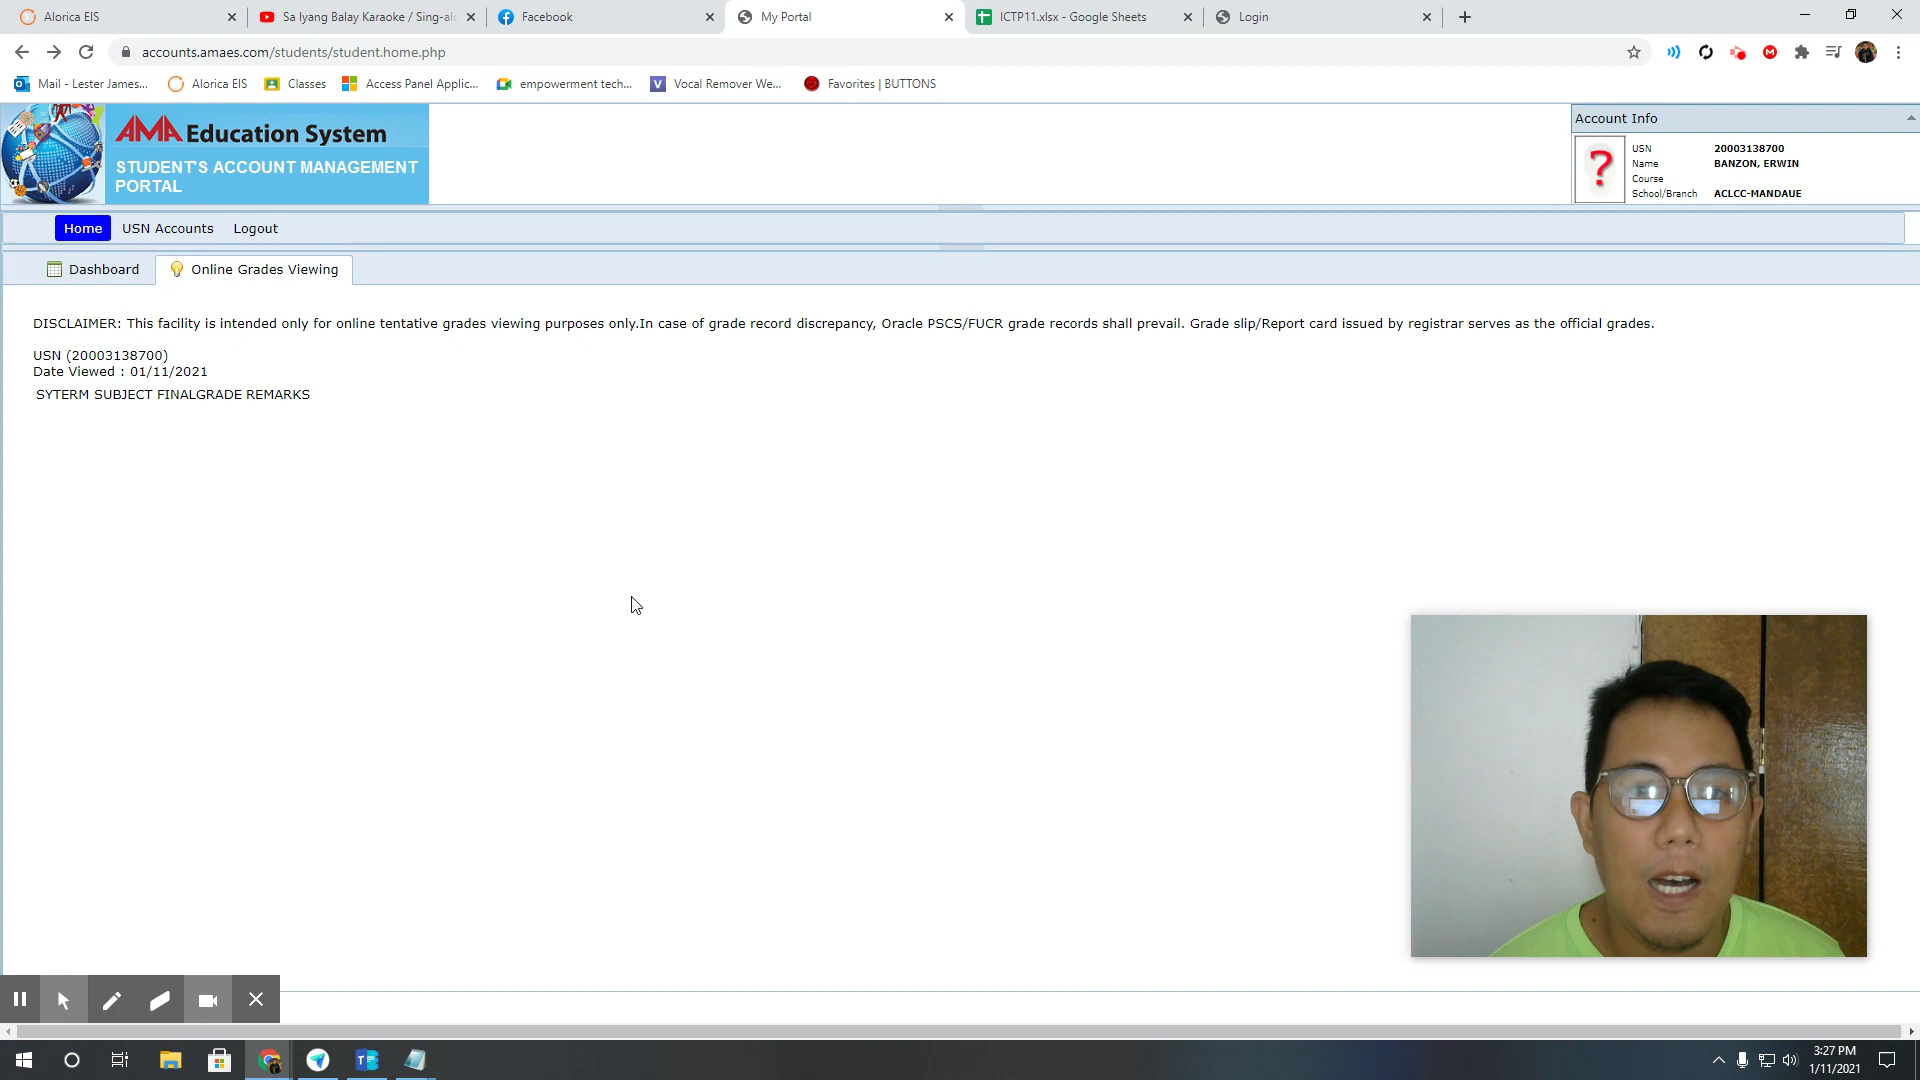 Alorica EIS
Sa Iyang Balay Karaoke / Sing-alo
Facebook
My Portal
ICTP11.xlsx - Google Sheets
Login
accounts.amaes.com/students/student.home.php
Mail - Lester James...
Alorica EIS
Classes
Access Panel Applic...
empowerment tech...
V
Vocal Remover We...
Favorites | BUTTONS
AMA Education System
STUDENT'S ACCOUNT MANAGEMENT
PORTAL
Account Info
USN 20003138700
Name BANZON, ERWIN
Course
School/Branch ACLCC-MANDAUE
Home USN Accounts Logout
Dashboard Online Grades Viewing
DISCLAIMER: This facility is intended only for online tentative grades viewing purposes only.In case of grade record discrepancy, Oracle PSCS/FUCR grade records shall prevail. Grade slip/Report card issued by registrar serves as the official grades.
USN (20003138700)
Date Viewed : 01/11/2021
SYTERM SUBJECT FINALGRADE REMARKS
3:27 PM
1/11/2021